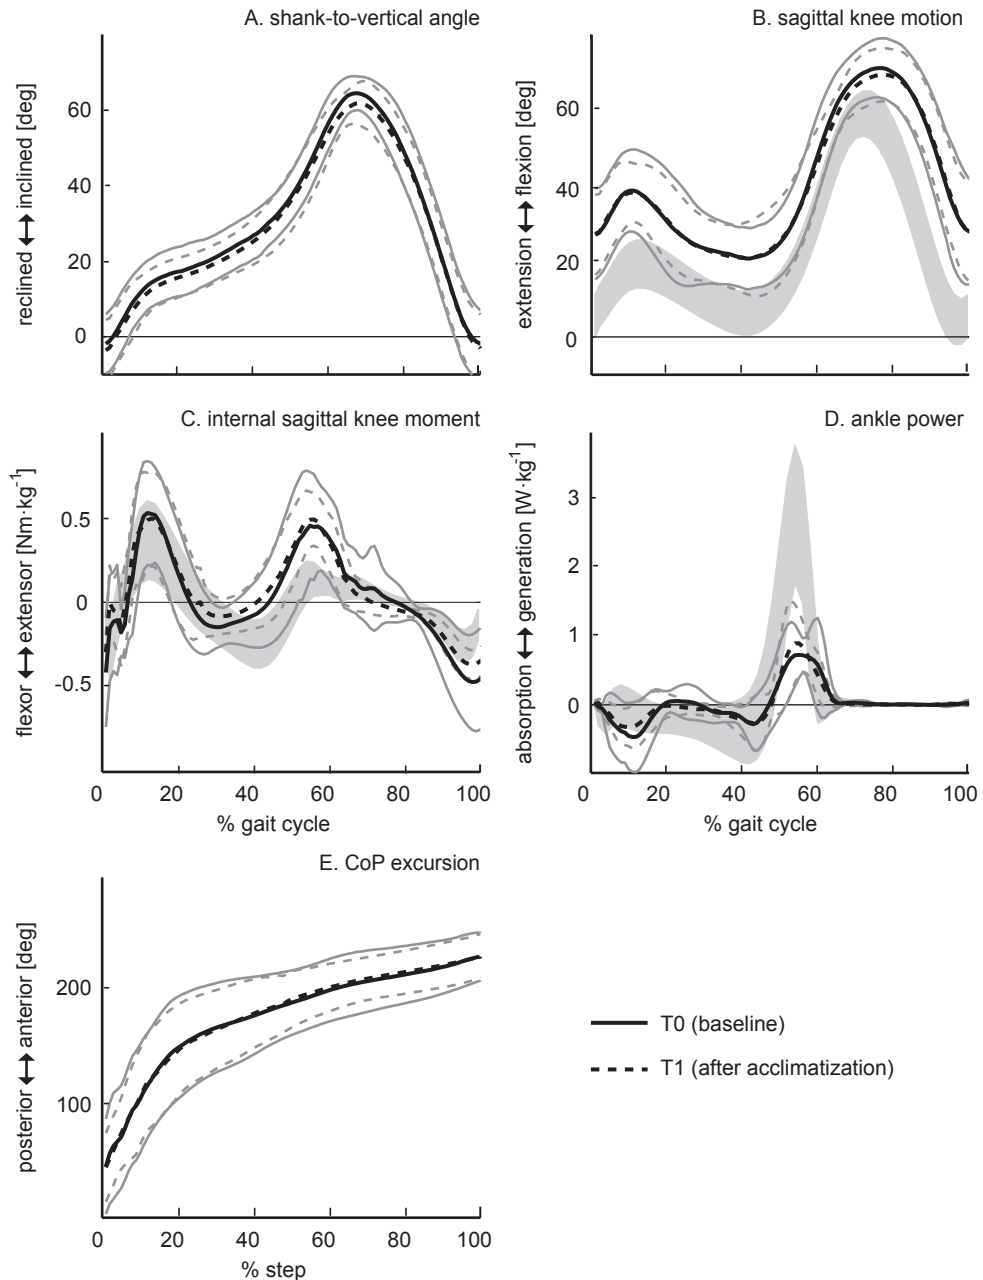 A. shank-to-vertical angle
reclined ↔ inclined [deg]
60
40
20
0
B. sagittal knee motion
extension ↔ flexion [deg]
60
40
20
0
C. internal sagittal knee moment
flexor ↔ extensor [Nm·kg⁻¹]
0.5
0
-0.5
0 20 40 60 80 100
% gait cycle
D. ankle power
absorption ↔ generation [W·kg⁻¹]
3
2
1
0
0 20 40 60 80 100
% gait cycle
E. CoP excursion
posterior ↔ anterior [deg]
200
100
0 20 40 60 80 100
% step
T0 (baseline)
T1 (after acclimatization)